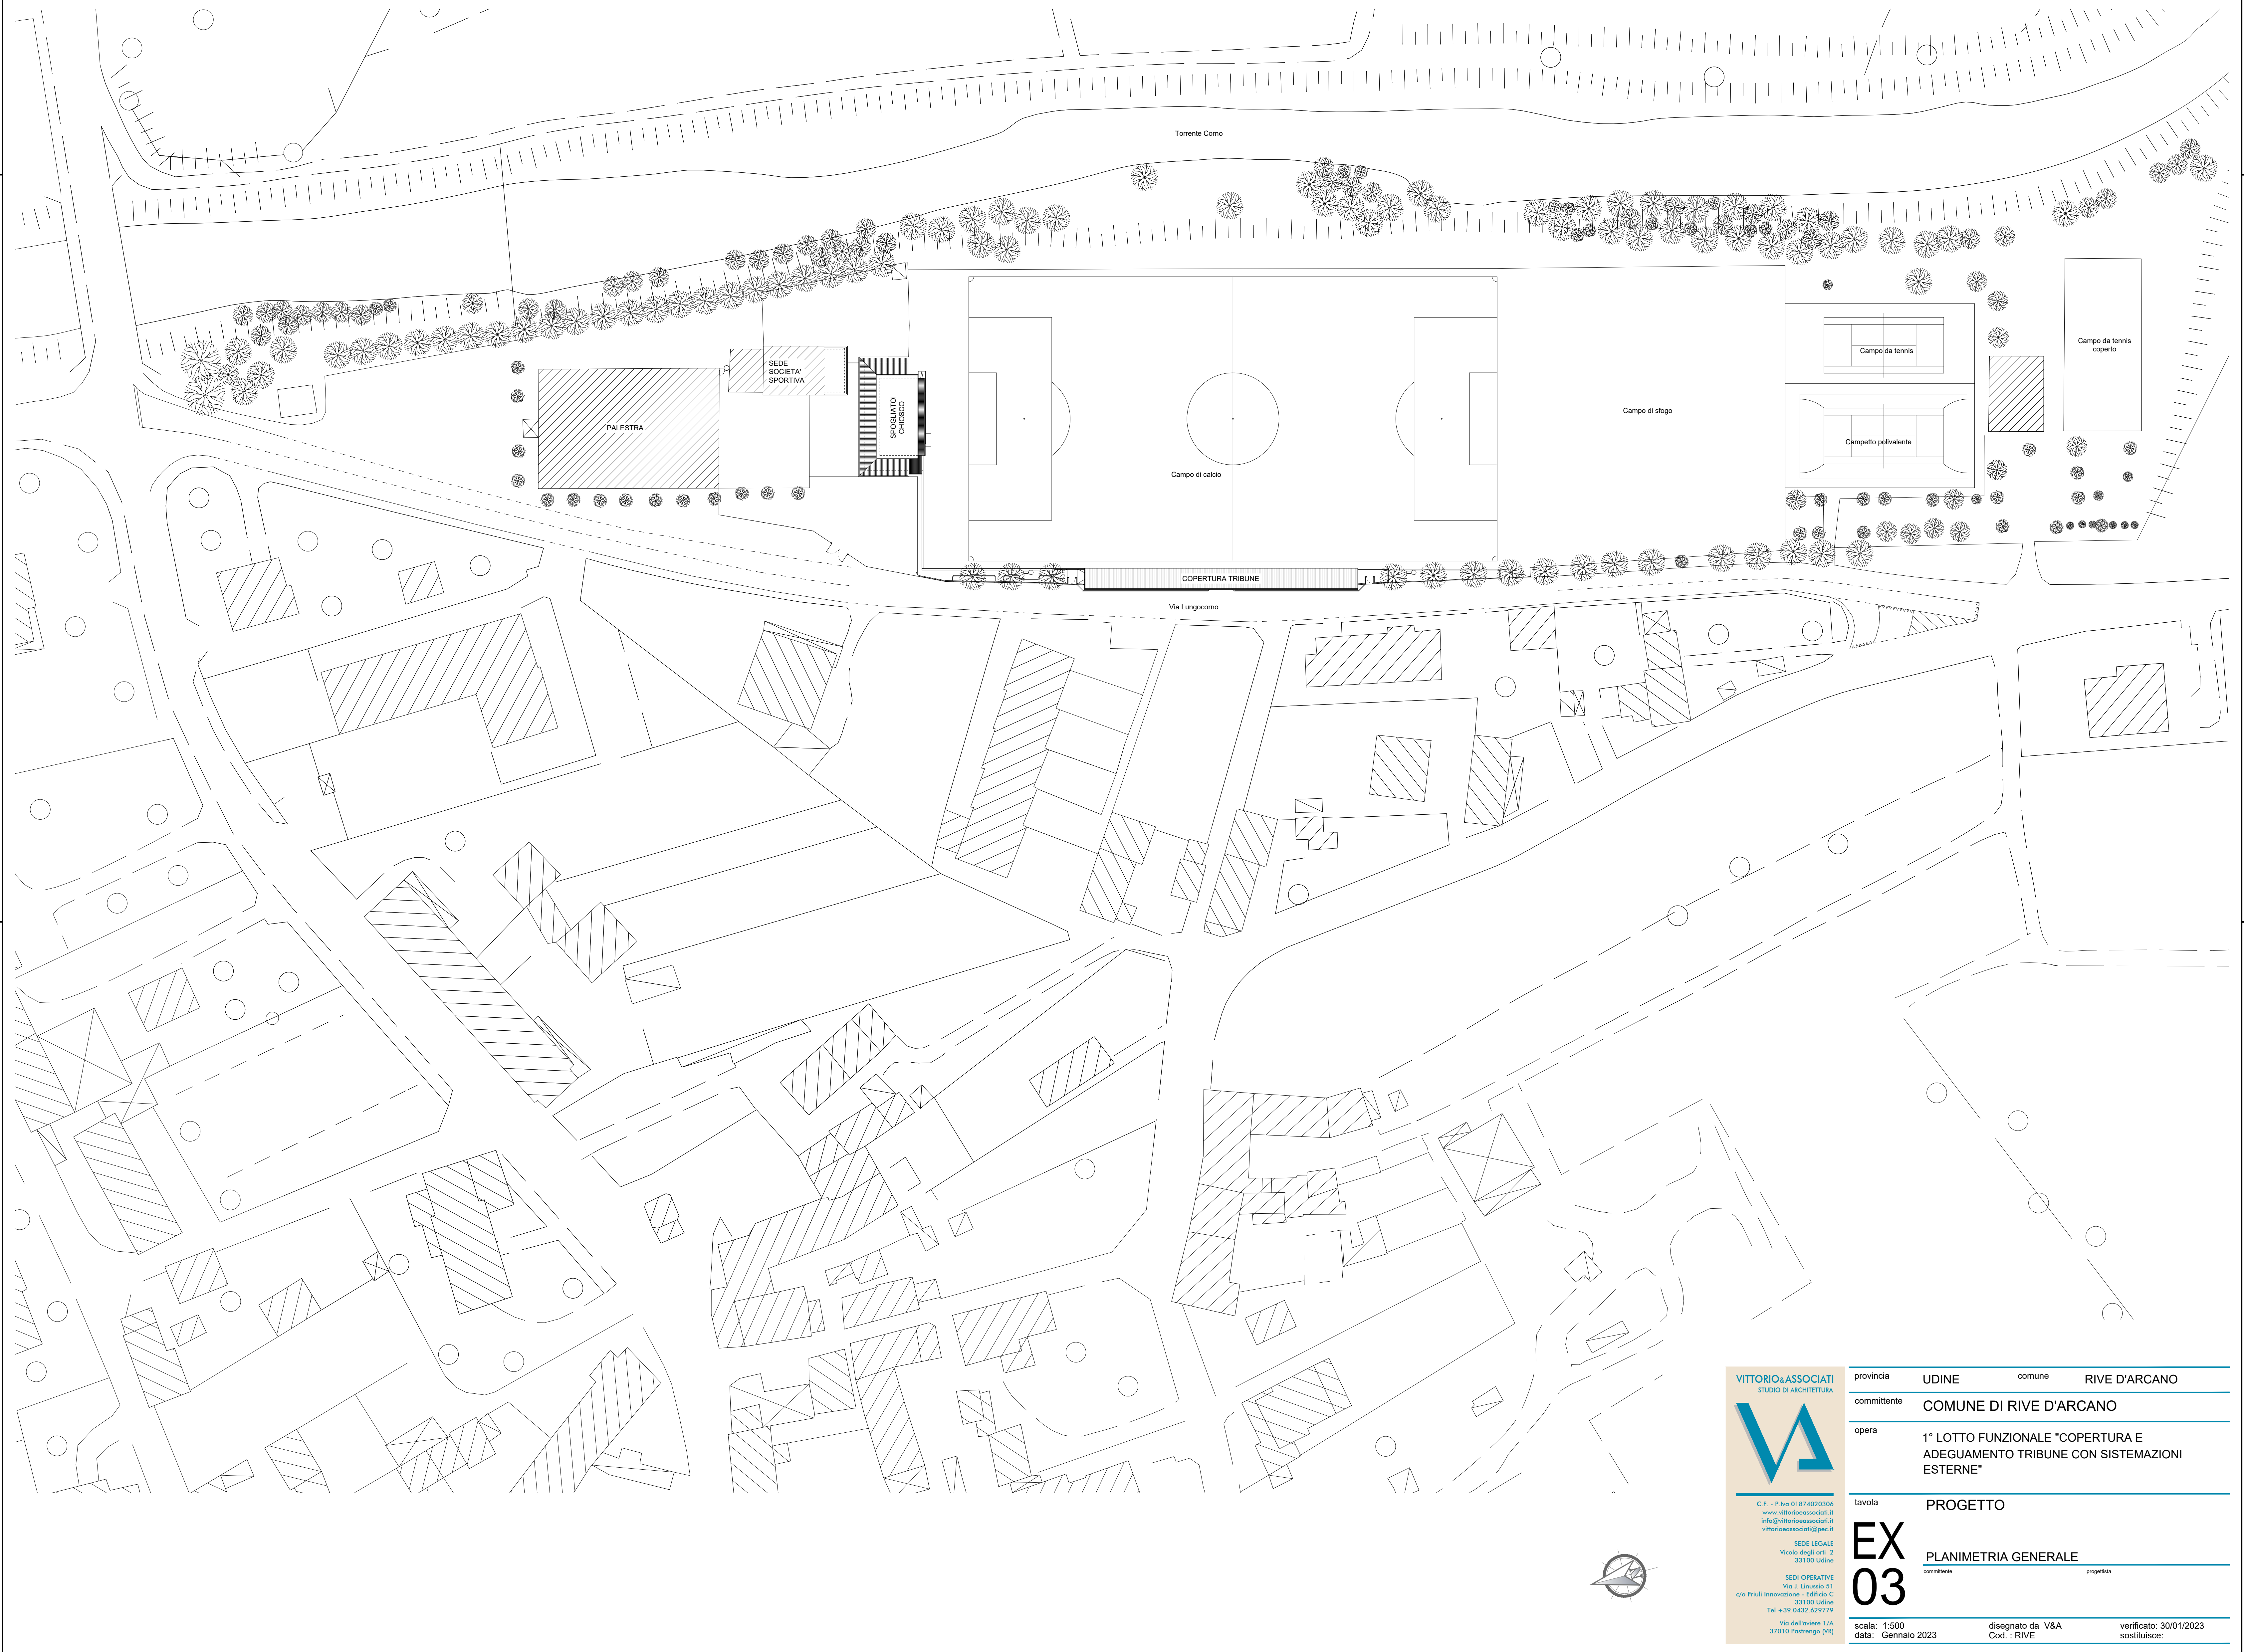 Torrente Corno
SEDE
SOCIETA'
SPORTIVA
PALESTRA
SPOGLIATOI
CHIOSCO
Campo di calcio
Campo di sfogo
Campo da tennis
Campetto polivalente
Campo da tennis
coperto
COPERTURA TRIBUNE
Via Lungocorno
VITTORIO&ASSOCIATI
STUDIO DI ARCHITETTURA
C.F. - P.Iva 01874020306
www.vittorioeassociati.it
info@vittorioeassociati.it
vittorioeassociati@pec.it
SEDE LEGALE
Vicolo degli orti 2
33100 Udine
SEDI OPERATIVE
Via J. Linussio 51
c/o Friuli Innovazione - Edificio C
33100 Udine
Tel +39.0432.629779
Via dell'aviere 1/A
37010 Pastrengo (VR)
provincia UDINE comune RIVE D'ARCANO
committente COMUNE DI RIVE D'ARCANO
opera 1° LOTTO FUNZIONALE "COPERTURA E
ADEGUAMENTO TRIBUNE CON SISTEMAZIONI
ESTERNE"
tavola PROGETTO
EX
03
PLANIMETRIA GENERALE
committente progettista
scala: 1:500 disegnato da V&A verificato: 30/01/2023
data: Gennaio 2023 Cod. : RIVE sostituisce: